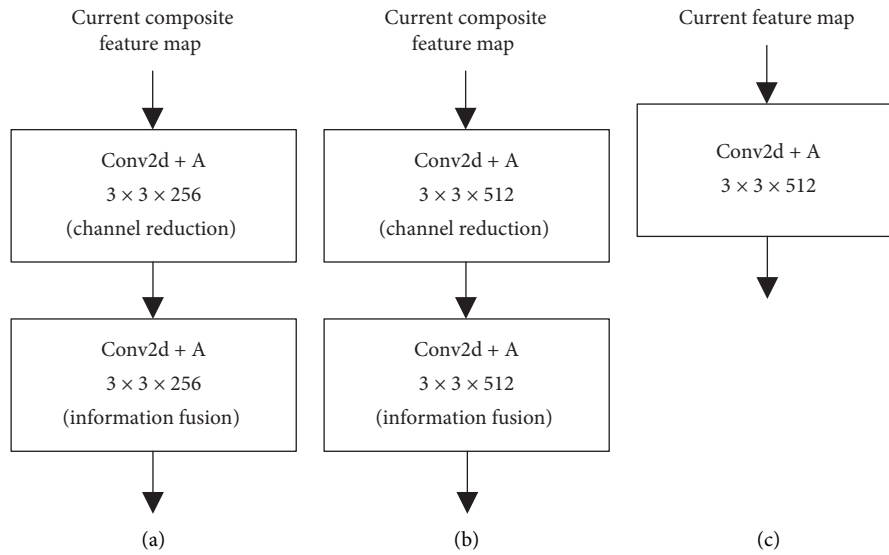 Current composite
feature map
Conv2d + A
3 × 3 × 256
(channel reduction)
Conv2d + A
3 × 3 × 256
(information fusion)
(a)
Current composite
feature map
Conv2d + A
3 × 3 × 512
(channel reduction)
Conv2d + A
3 × 3 × 512
(information fusion)
(b)
Current feature map
Conv2d + A
3 × 3 × 512
(c)